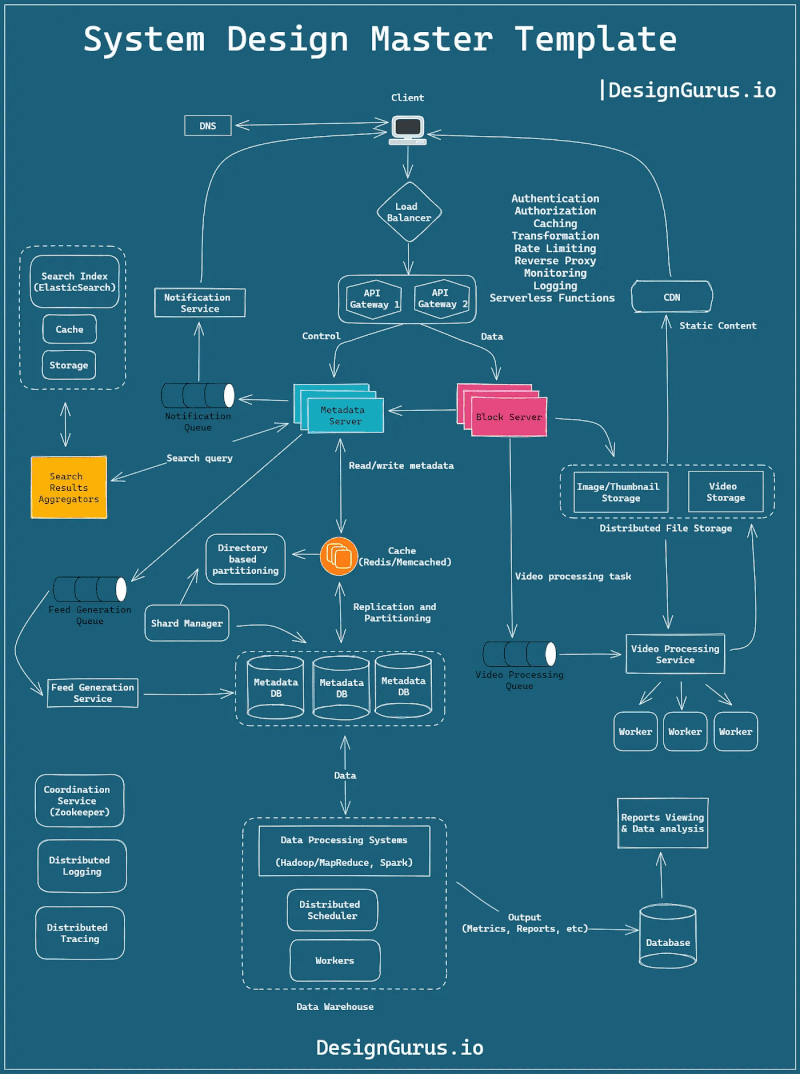 System Design Master Template
|DesignGurus.io
Client
DNS
Load
Balancer
Authentication
Authorization
Caching
Transformation
Rate Limiting
Reverse Proxy
Monitoring
Logging
Serverless Functions
Search Index
(ElasticSearch)
Cache
Storage
Notification
Service
API
Gateway 1
API
Gateway 2
CDN
Static Content
Control
Data
Notification
Queue
Metadata
Server
Block Server
Search query
Read/write metadata
Search
Results
Aggregators
Image/Thumbnail
Storage
Video
Storage
Distributed File Storage
Directory
based
partitioning
Cache
(Redis/Memcached)
Video processing task
Feed Generation
Queue
Shard Manager
Replication and
Partitioning
Video Processing
Queue
Video Processing
Service
Feed Generation
Service
Metadata
DB
Metadata
DB
Metadata
DB
Worker
Worker
Worker
Data
Coordination
Service
(Zookeeper)
Distributed
Logging
Distributed
Tracing
Data Processing Systems
(Hadoop/MapReduce, Spark)
Distributed
Scheduler
Workers
Data Warehouse
Output
(Metrics, Reports, etc)
Reports Viewing
& Data analysis
Database
DesignGurus.io